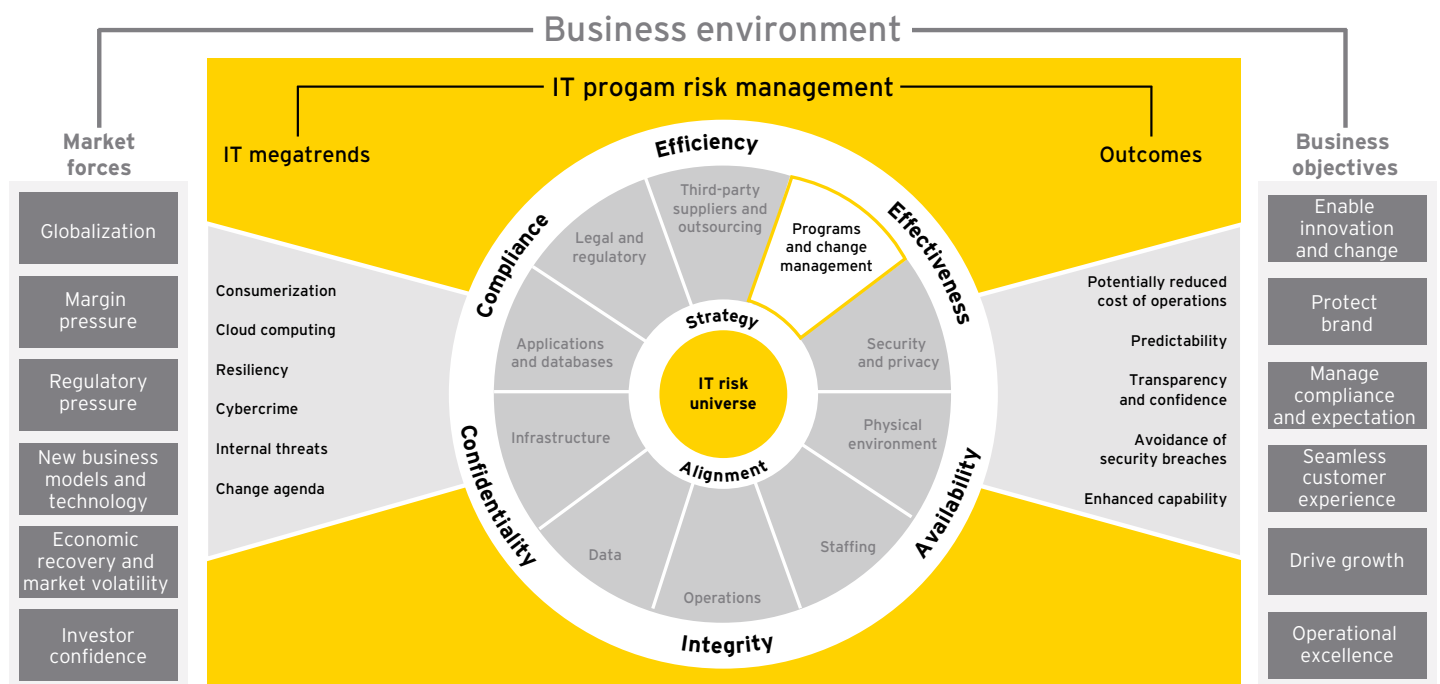 Business environment
IT progam risk management
Market
forces
Globalization
Margin
pressure
Regulatory
pressure
New business
models and
technology
Economic
recovery and
market volatility
Investor
confidence
IT megatrends
Consumerization
Cloud computing
Resiliency
Cybercrime
Internal threats
Change agenda
Efficiency
Effectiveness
Availability
Integrity
Confidentiality
Compliance
Third-party
suppliers and
outsourcing
Programs
and change
management
Security
and privacy
Physical
environment
Staffing
Operations
Data
Infrastructure
Applications
and databases
Legal and
regulatory
Strategy
IT risk
universe
Alignment
Outcomes
Potentially reduced
cost of operations
Predictability
Transparency
and confidence
Avoidance of
security breaches
Enhanced capability
Business
objectives
Enable
innovation
and change
Protect
brand
Manage
compliance
and expectation
Seamless
customer
experience
Drive growth
Operational
excellence